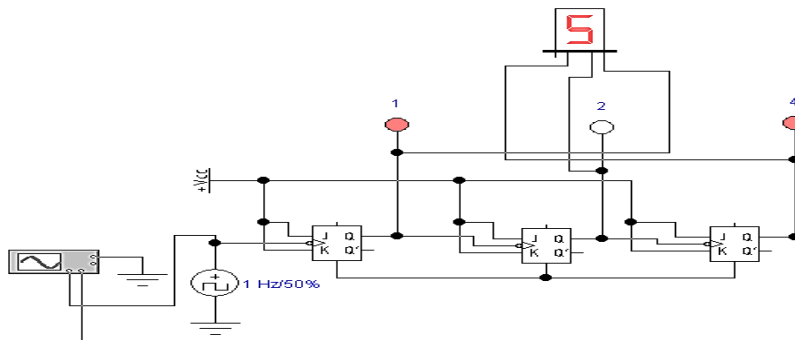 5
1 2 4
+Vcc
J Q J Q J Q
K Q' K Q' K Q'
1 Hz/50%